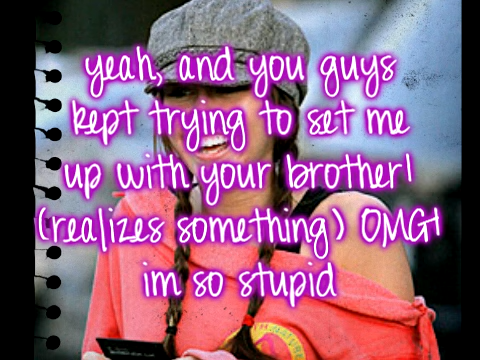 yeah, and you guys
kept trying to set me
up with your brother!
(realizes something) OMG!
im so stupid